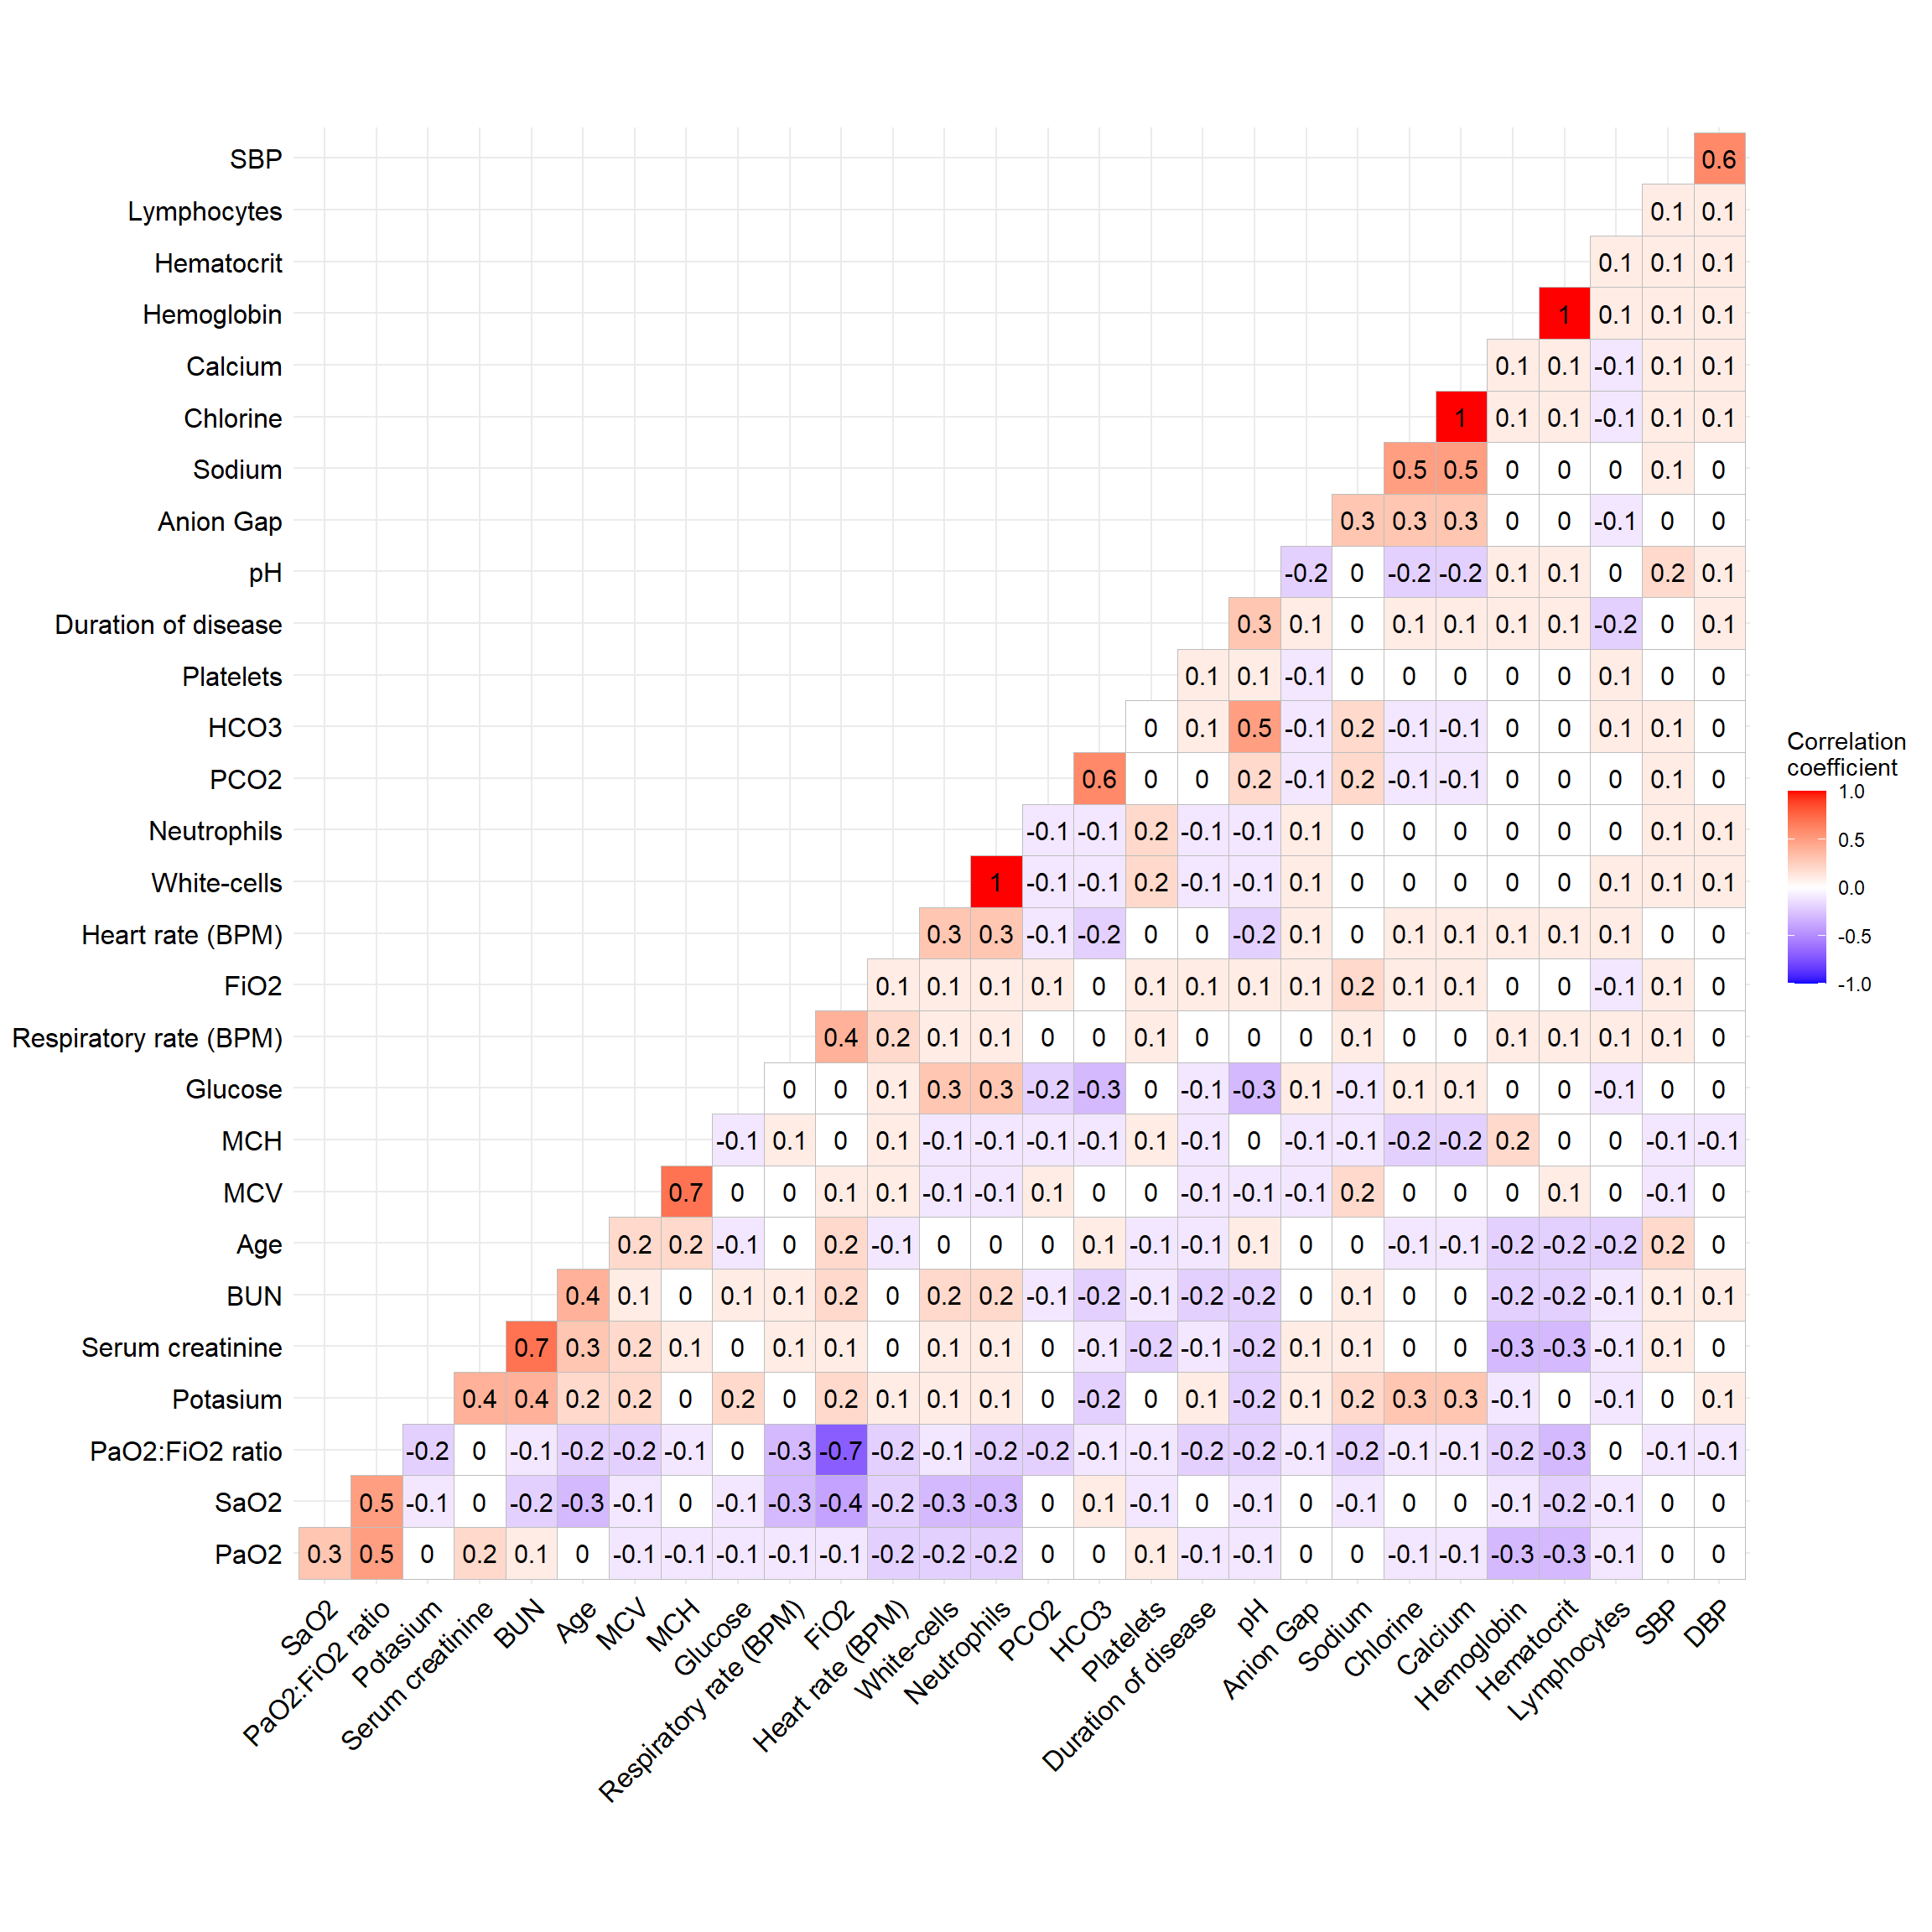 SBP 0.6
Lymphocytes 0.1 0.1
Hematocrit 0.1 0.1 0.1
Hemoglobin 1 0.1 0.1 0.1
Calcium 0.1 0.1 -0.1 0.1 0.1
Chlorine 1 0.1 0.1 -0.1 0.1 0.1
Sodium 0.5 0.5 0 0 0 0.1 0
Anion Gap 0.3 0.3 0.3 0 0 -0.1 0 0
pH -0.2 0 -0.2 -0.2 0.1 0.1 0 0.2 0.1
Duration of disease 0.3 0.1 0 0.1 0.1 0.1 0.1 -0.2 0 0.1
Platelets 0.1 0.1 -0.1 0 0 0 0 0 0.1 0 0
HCO3 0 0.1 0.5 -0.1 0.2 -0.1 -0.1 0 0 0.1 0.1 0
PCO2 0.6 0 0 0.2 -0.1 0.2 -0.1 -0.1 0 0 0 0.1 0
Neutrophils -0.1 -0.1 0.2 -0.1 -0.1 0.1 0 0 0 0 0 0 0.1 0.1
White-cells 1 -0.1 -0.1 0.2 -0.1 -0.1 0.1 0 0 0 0 0 0.1 0.1 0.1
Heart rate (BPM) 0.3 0.3 -0.1 -0.2 0 0 -0.2 0.1 0 0.1 0.1 0.1 0.1 0.1 0 0
FiO2 0.1 0.1 0.1 0.1 0 0.1 0.1 0.1 0.1 0.2 0.1 0.1 0 0 -0.1 0.1 0
Respiratory rate (BPM) 0.4 0.2 0.1 0.1 0 0 0.1 0 0 0 0.1 0 0 0.1 0.1 0.1 0.1 0
Glucose 0 0 0.1 0.3 0.3 -0.2 -0.3 0 -0.1 -0.3 0.1 -0.1 0.1 0.1 0 0 -0.1 0 0
MCH -0.1 0.1 0 0.1 -0.1 -0.1 -0.1 -0.1 0.1 -0.1 0 -0.1 -0.1 -0.2 -0.2 0.2 0 0 -0.1 -0.1
MCV 0.7 0 0 0.1 0.1 -0.1 -0.1 0.1 0 0 -0.1 -0.1 -0.1 0.2 0 0 0 0.1 0 -0.1 0
Age 0.2 0.2 -0.1 0 0.2 -0.1 0 0 0 0.1 -0.1 -0.1 0.1 0 0 -0.1 -0.1 -0.2 -0.2 -0.2 0.2 0
BUN 0.4 0.1 0 0.1 0.1 0.2 0 0.2 0.2 -0.1 -0.2 -0.1 -0.2 -0.2 0 0.1 0 0 -0.2 -0.2 -0.1 0.1 0.1
Serum creatinine 0.7 0.3 0.2 0.1 0 0.1 0.1 0 0.1 0.1 0 -0.1 -0.2 -0.1 -0.2 0.1 0.1 0 0 -0.3 -0.3 -0.1 0.1 0
Potasium 0.4 0.4 0.2 0.2 0 0.2 0 0.2 0.1 0.1 0.1 0 -0.2 0 0.1 -0.2 0.1 0.2 0.3 0.3 -0.1 0 -0.1 0 0.1
PaO2:FiO2 ratio -0.2 0 -0.1 -0.2 -0.2 -0.1 0 -0.3 -0.7 -0.2 -0.1 -0.2 -0.2 -0.1 -0.1 -0.2 -0.2 -0.1 -0.2 -0.1 -0.1 -0.2 -0.3 0 -0.1 -0.1
SaO2 0.5 -0.1 0 -0.2 -0.3 -0.1 0 -0.1 -0.3 -0.4 -0.2 -0.3 -0.3 0 0.1 -0.1 0 -0.1 0 -0.1 0 0 -0.1 -0.2 -0.1 0 0
PaO2 0.3 0.5 0 0.2 0.1 0 -0.1 -0.1 -0.1 -0.1 -0.1 -0.2 -0.2 -0.2 0 0 0.1 -0.1 -0.1 0 0 -0.1 -0.1 -0.3 -0.3 -0.1 0 0
SaO2
PaO2:FiO2 ratio
Potasium
Serum creatinine
BUN
Age
MCV
MCH
Glucose
Respiratory rate (BPM)
FiO2
Heart rate (BPM)
White-cells
Neutrophils
PCO2
HCO3
Platelets
Duration of disease
pH
Anion Gap
Sodium
Chlorine
Calcium
Hemoglobin
Hematocrit
Lymphocytes
SBP
DBP
Correlation
coefficient
1.0
0.5
0.0
-0.5
-1.0